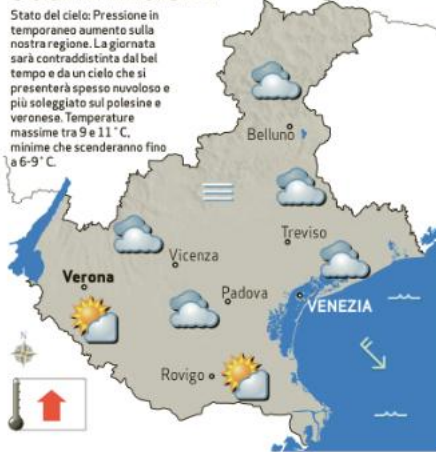 Stato del cielo: Pressione in
temporaneo aumento sulla
nostra regione. La giornata
sarà contraddistinta dal bel
tempo e da un cielo che si
presenterà spesso nuvoloso e
più soleggiato sul polesine e
veronese. Temperature
massime tra 9 e 11˚C,
minime che scenderanno fino
a 6-9˚C.
Belluno
Treviso
Vicenza
Verona
Padova
VENEZIA
N
Rovigo